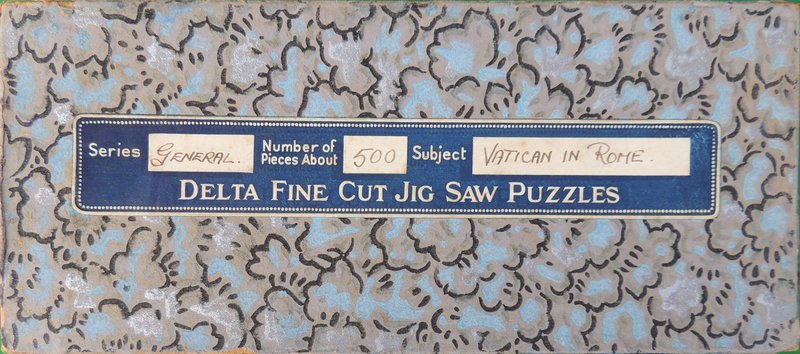 Series GENERAL. Number of Pieces About 500 Subject VATICAN IN ROME.
DELTA FINE CUT JIG SAW PUZZLES